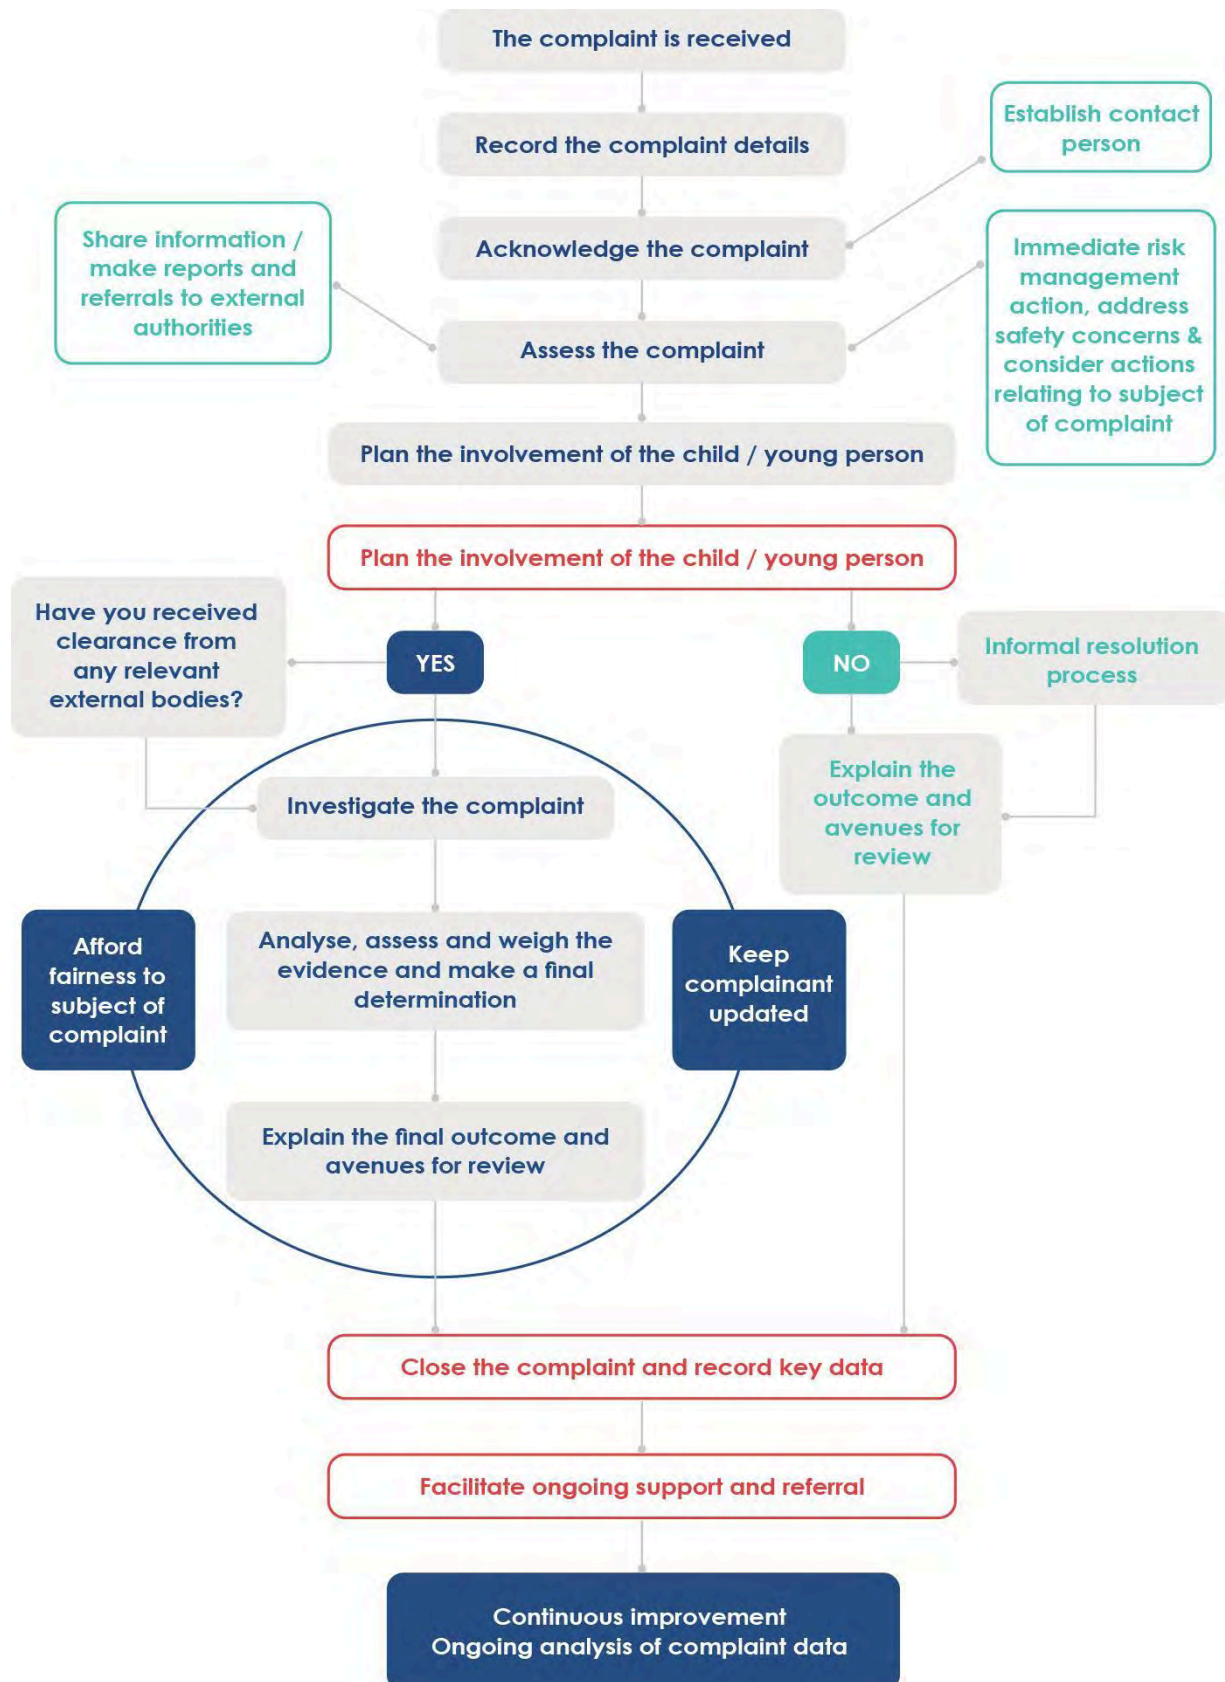 The complaint is received
Record the complaint details
Establish contact
person
Acknowledge the complaint
Share information /
make reports and
referrals to external
authorities
Immediate risk
management
action, address
safety concerns &
consider actions
relating to subject
of complaint
Assess the complaint
Plan the involvement of the child / young person
Plan the involvement of the child / young person
Have you received
clearance from
any relevant
external bodies?
YES
NO
Informal resolution
process
Explain the
outcome and
avenues for
review
Investigate the complaint
Afford
fairness to
subject of
complaint
Analyse, assess and weigh the
evidence and make a final
determination
Keep
complainant
updated
Explain the final outcome and
avenues for review
Close the complaint and record key data
Facilitate ongoing support and referral
Continuous improvement
Ongoing analysis of complaint data